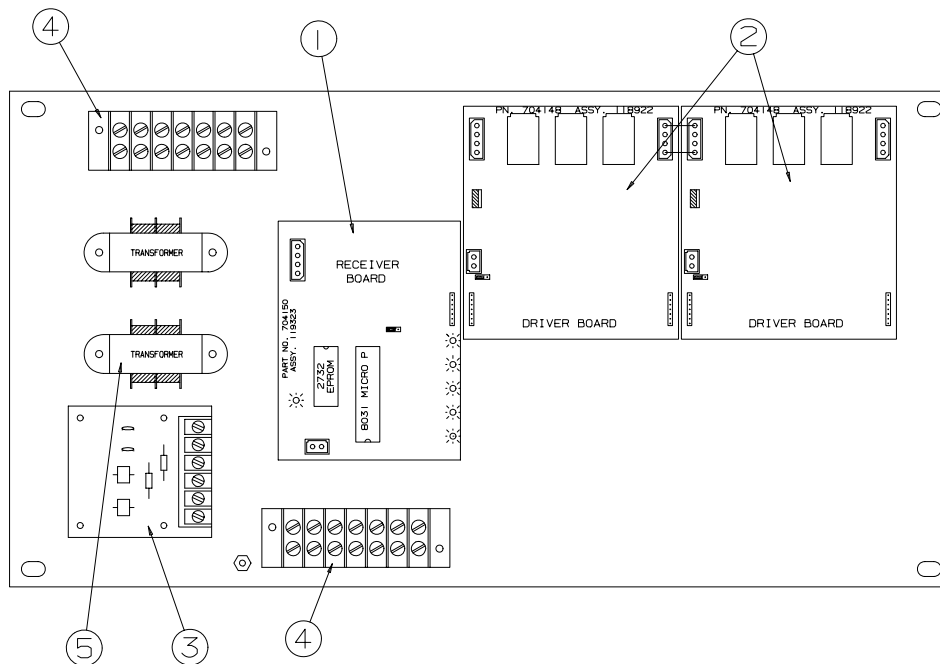 4
1
2
PN. 704148 ASSY. 118922
PN. 704148 ASSY. 118922
TRANSFORMER
RECEIVER
BOARD
PART NO. 704150
ASSY. 119323
DRIVER BOARD
DRIVER BOARD
TRANSFORMER
2732
EPROM
8031 MICRO P
5
3
4